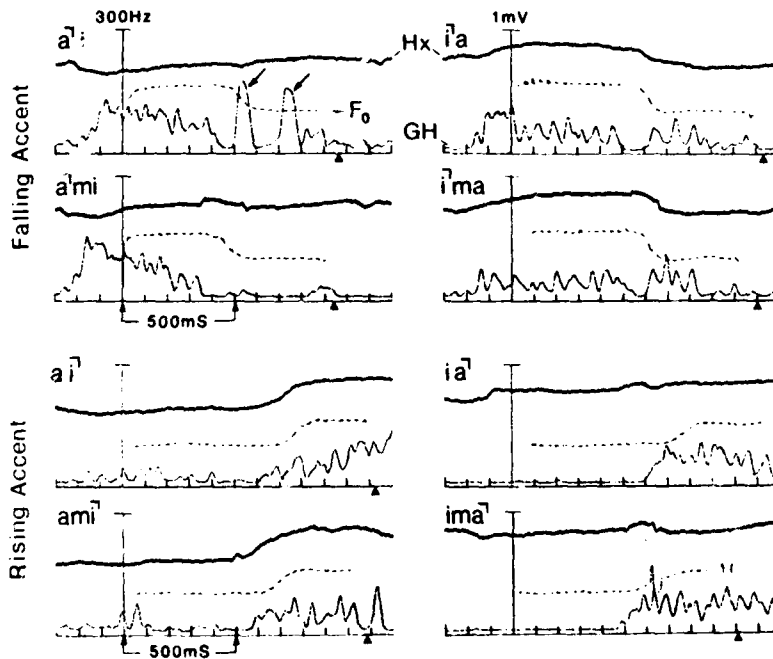 300Hz
1mV
a˥i
Hx
i˥a
F₀
GH
Falling Accent
a˥mi
i˥ma
500mS
ai˥
ia˥
Rising Accent
ami˥
ima˥
500mS